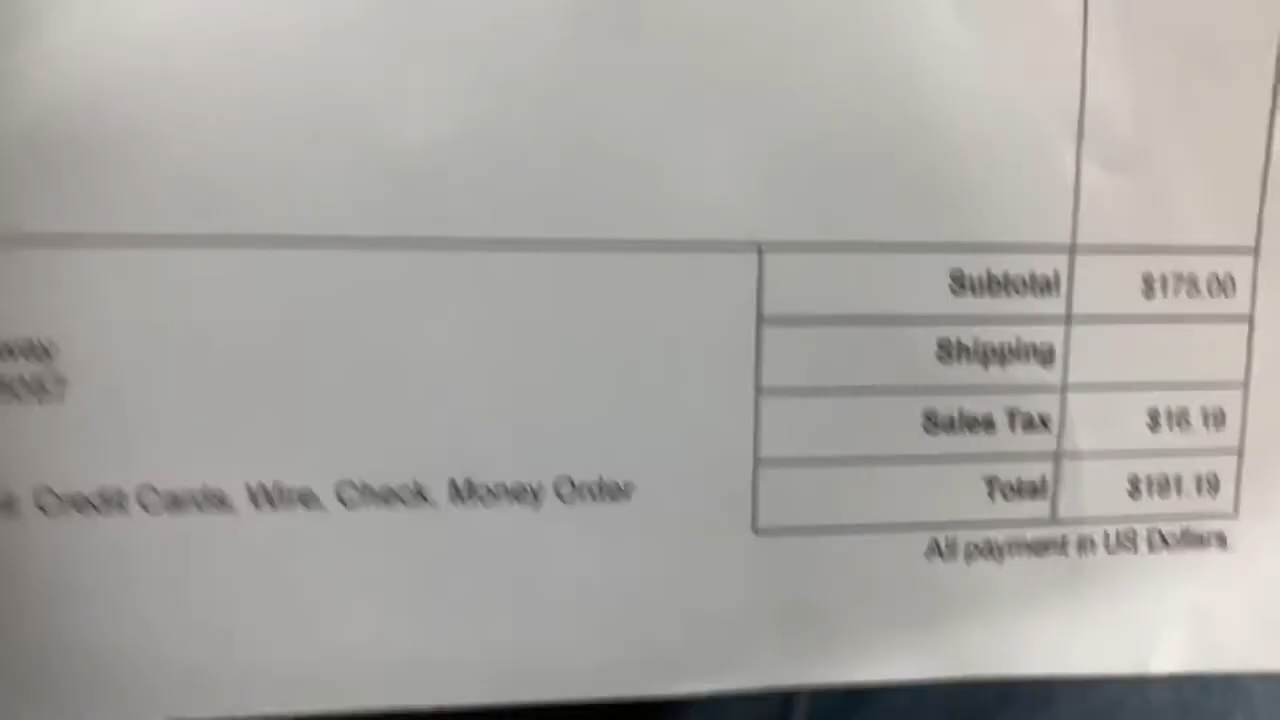 Subtotal $175.00
Shipping
Sales Tax $16.19
Credit Cards, Wire, Check, Money Order
Total $191.19
All payment in US Dollars